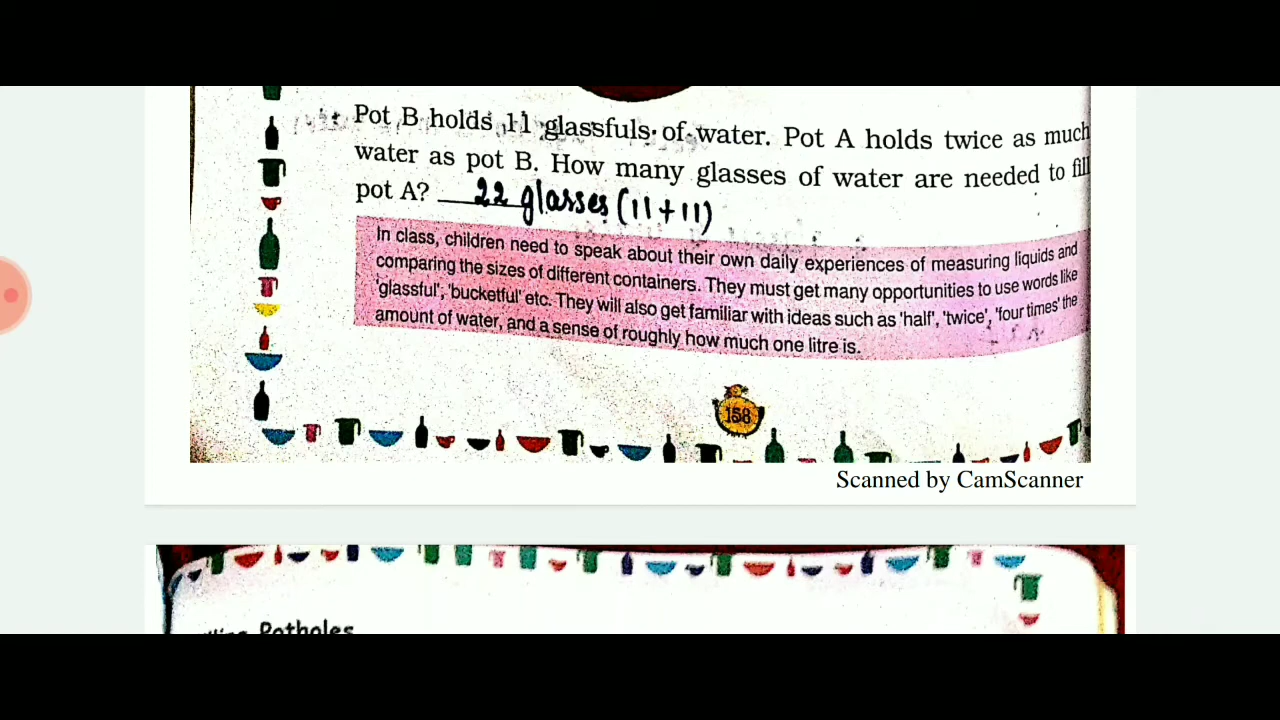 Pot B holds 11 glassfuls of water. Pot A holds twice as much
water as pot B. How many glasses of water are needed to fill
pot A? 22 glasses (11+11)
In class, children need to speak about their own daily experiences of measuring liquids and
comparing the sizes of different containers. They must get many opportunities to use words like
'glassful', 'bucketful' etc. They will also get familiar with ideas such as 'half', 'twice', 'four times' the
amount of water, and a sense of roughly how much one litre is.
158
Scanned by CamScanner
Potholes